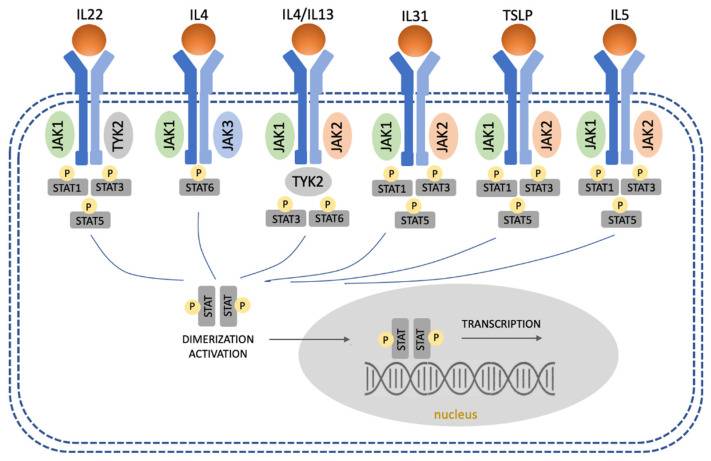 IL22 IL4 IL4/IL13 IL31 TSLP IL5
JAK1 TYK2 JAK1 JAK3 JAK1 JAK2 JAK1 JAK2 JAK1 JAK2 JAK1 JAK2
TYK2
P P P P P P P P P
STAT1 STAT3 STAT6 STAT1 STAT3 STAT1 STAT3 STAT1 STAT3
P P P P P P
STAT5 STAT3 STAT6 STAT5 STAT5 STAT5
P STAT STAT P
DIMERIZATION
ACTIVATION
P STAT STAT P
TRANSCRIPTION
nucleus